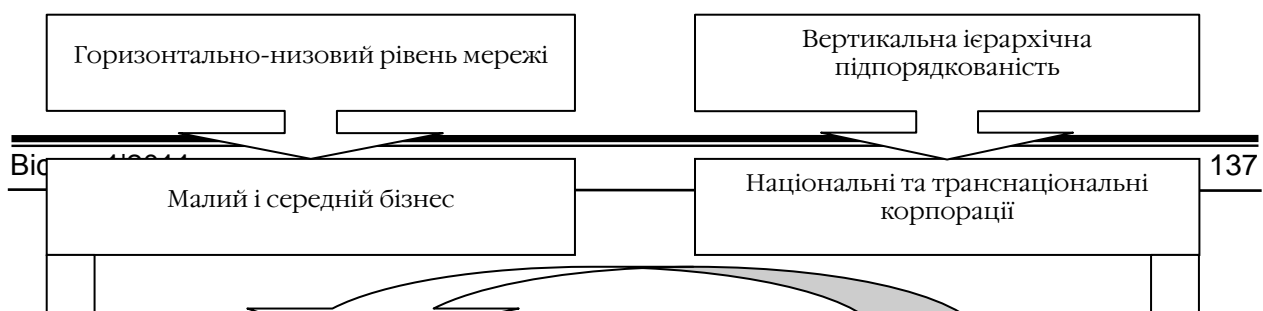 Горизонтально-низовий рівень мережі
Вертикальна ієрархічна
підпорядкованість
137
Малий і середній бізнес
Національні та транснаціональні
корпорації